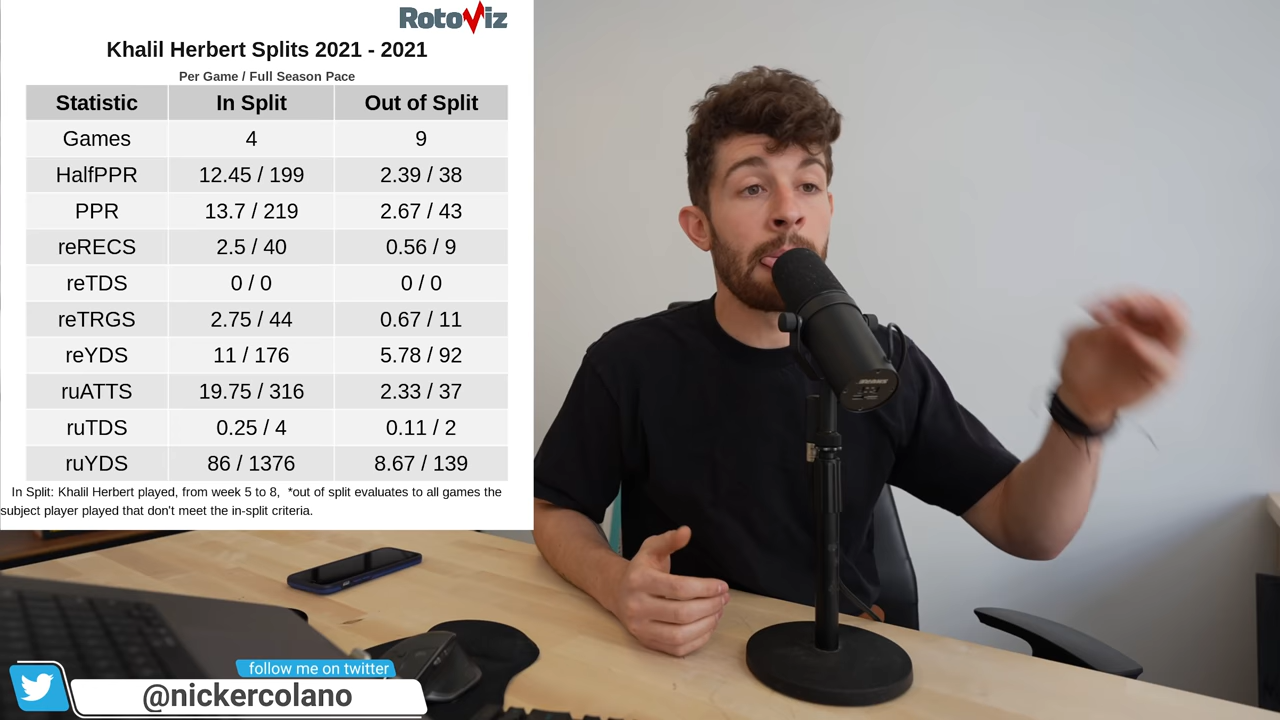 RotoViz
Khalil Herbert Splits 2021 - 2021
Per Game / Full Season Pace
Statistic In Split Out of Split
Games 4 9
HalfPPR 12.45 / 199 2.39 / 38
PPR 13.7 / 219 2.67 / 43
reRECS 2.5 / 40 0.56 / 9
reTDS 0 / 0 0 / 0
reTRGS 2.75 / 44 0.67 / 11
reYDS 11 / 176 5.78 / 92
ruATTS 19.75 / 316 2.33 / 37
ruTDS 0.25 / 4 0.11 / 2
ruYDS 86 / 1376 8.67 / 139
In Split: Khalil Herbert played, from week 5 to 8, *out of split evaluates to all games the
subject player played that don't meet the in-split criteria.
follow me on twitter
@nickercolano